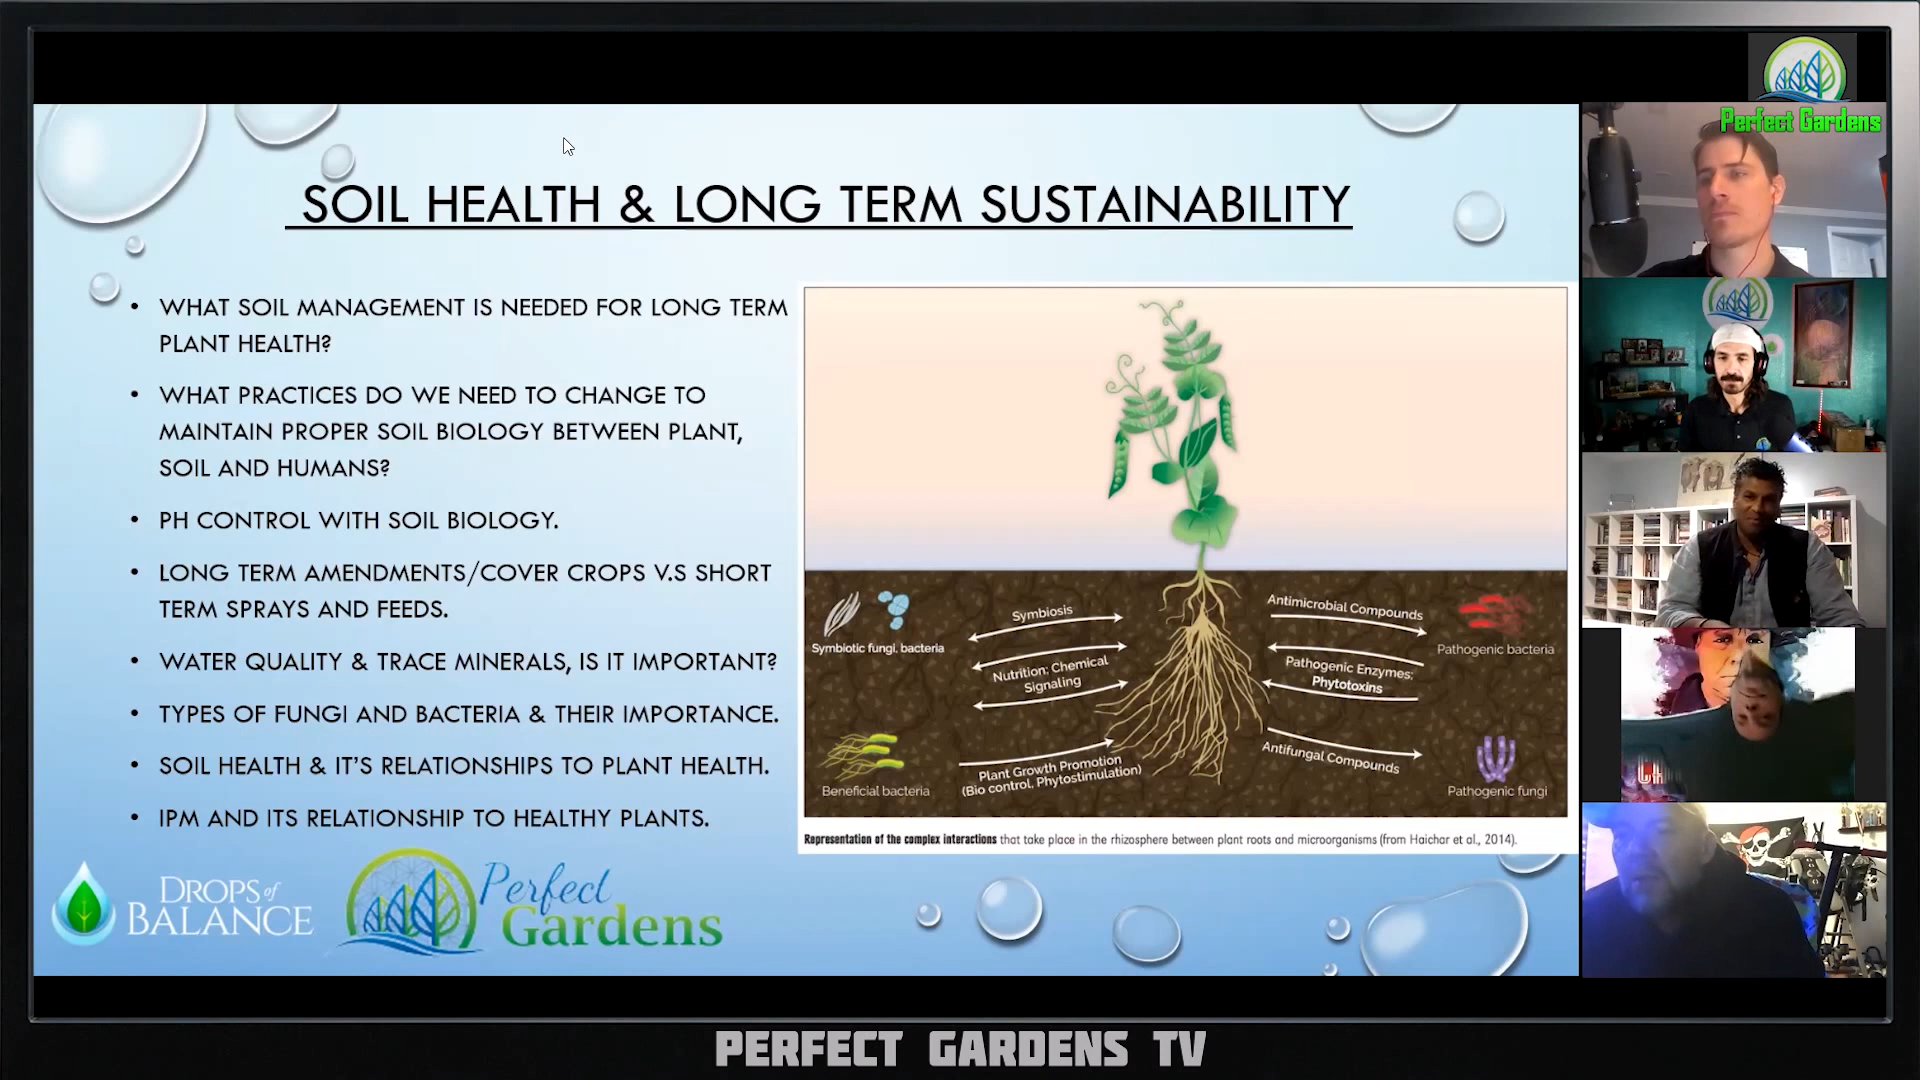 Perfect Gardens
SOIL HEALTH & LONG TERM SUSTAINABILITY
• WHAT SOIL MANAGEMENT IS NEEDED FOR LONG TERM
PLANT HEALTH?
• WHAT PRACTICES DO WE NEED TO CHANGE TO
MAINTAIN PROPER SOIL BIOLOGY BETWEEN PLANT,
SOIL AND HUMANS?
• PH CONTROL WITH SOIL BIOLOGY.
• LONG TERM AMENDMENTS/COVER CROPS V.S SHORT
TERM SPRAYS AND FEEDS.
• WATER QUALITY & TRACE MINERALS, IS IT IMPORTANT?
• TYPES OF FUNGI AND BACTERIA & THEIR IMPORTANCE.
• SOIL HEALTH & IT'S RELATIONSHIPS TO PLANT HEALTH.
• IPM AND ITS RELATIONSHIP TO HEALTHY PLANTS.
Symbiotic fungi, bacteria
Symbiosis
Nutrition; Chemical
Signaling
Beneficial bacteria
Plant Growth Promotion
(Bio control, Phytostimulation)
Antimicrobial Compounds
Pathogenic bacteria
Pathogenic Enzymes;
Phytotoxins
Antifungal Compounds
Pathogenic fungi
Representation of the complex interactions that take place in the rhizosphere between plant roots and microorganisms (from Haichar et al., 2014).
DROPS of
BALANCE
Perfect
Gardens
PERFECT GARDENS TV